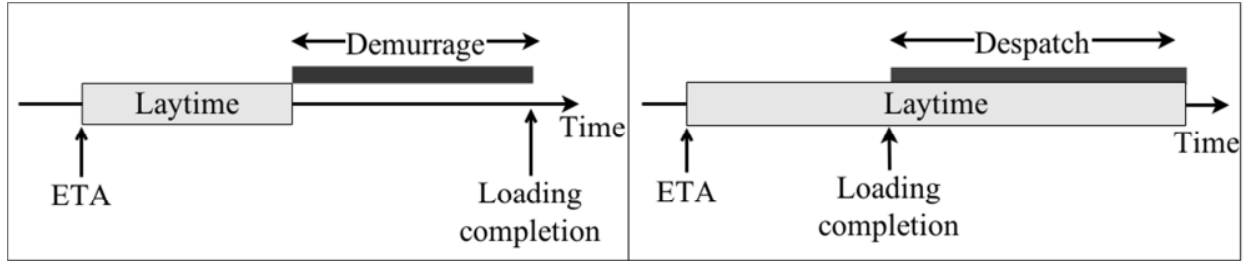 Demurrage
Laytime
Time
ETA
Loading
completion
Despatch
Laytime
Time
ETA
Loading
completion